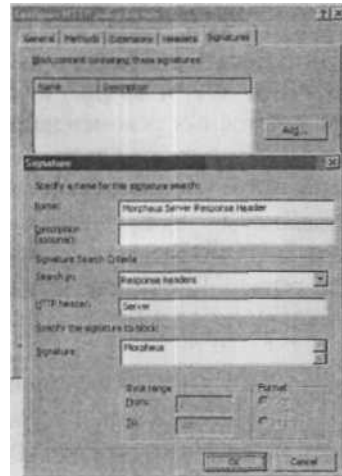 General Methods Extensions Headers Signatures
Block content containing these signatures:
Name Description
Add...
Signature
Specify a name for this signature search:
Name: Morpheus Server Response Header
Description
(optional):
Signature Search Criteria
Search in: Response headers
HTTP header: Server
Specify the signature to block:
Signature: Morpheus
Byte range Format
From:
To:
OK Cancel